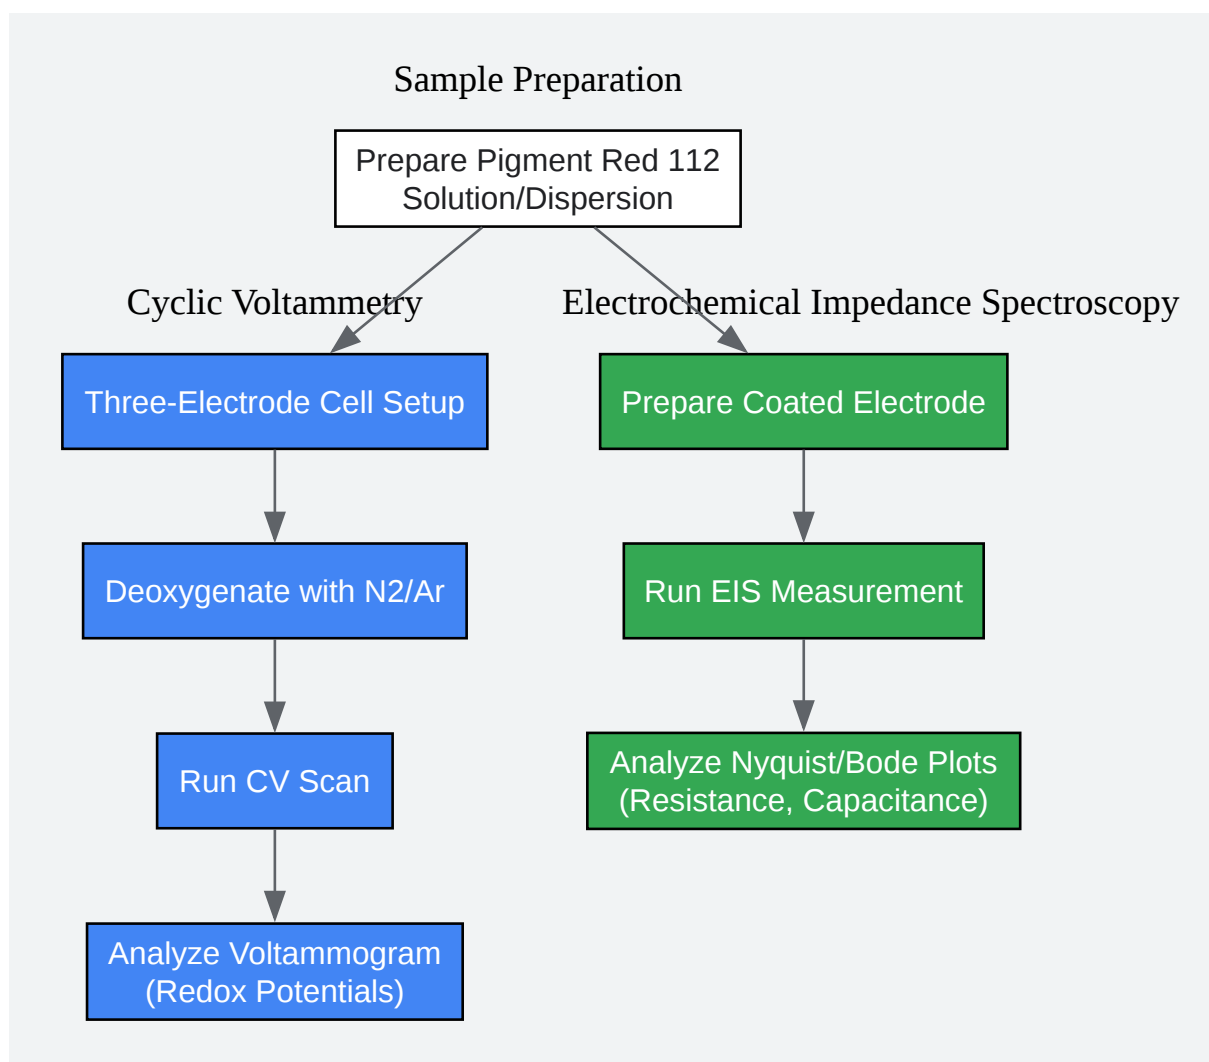 Sample Preparation
Prepare Pigment Red 112
Solution/Dispersion
Cyclic Voltammetry
Three-Electrode Cell Setup
Deoxygenate with N2/Ar
Run CV Scan
Analyze Voltammogram
(Redox Potentials)
Electrochemical Impedance Spectroscopy
Prepare Coated Electrode
Run EIS Measurement
Analyze Nyquist/Bode Plots
(Resistance, Capacitance)